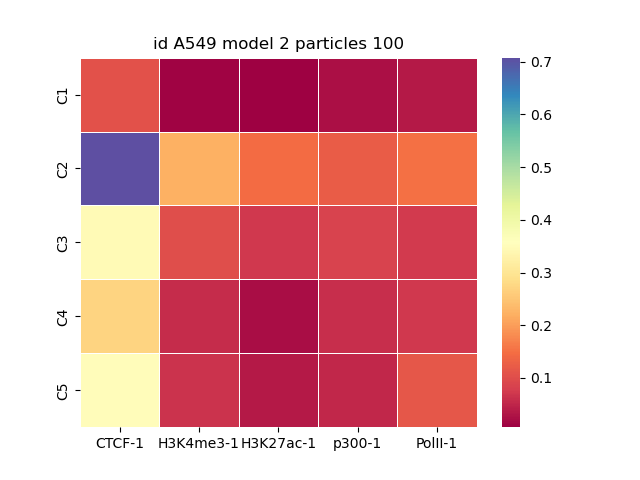 id A549 model 2 particles 100
C1
C2
C3
C4
C5
CTCF-1 H3K4me3-1 H3K27ac-1 p300-1 PolII-1
0.7
0.6
0.5
0.4
0.3
0.2
0.1